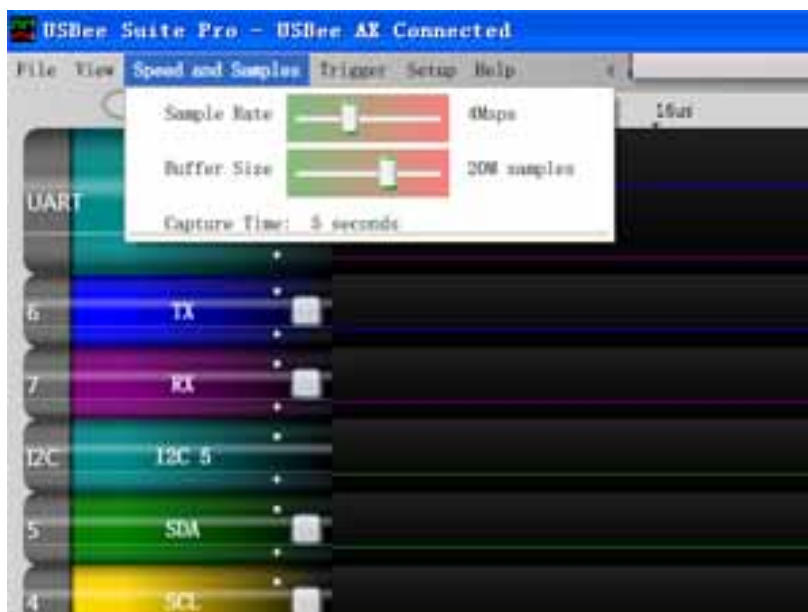 USBee Suite Pro - USBee AX Connected
File View Speed and Samples Trigger Setup Help
Sample Rate 4Msps
16us
Buffer Size 20M samples
UART
Capture Time: 5 seconds
6 TX
7 RX
I2C I2C 5
5 SDA
4 SCL